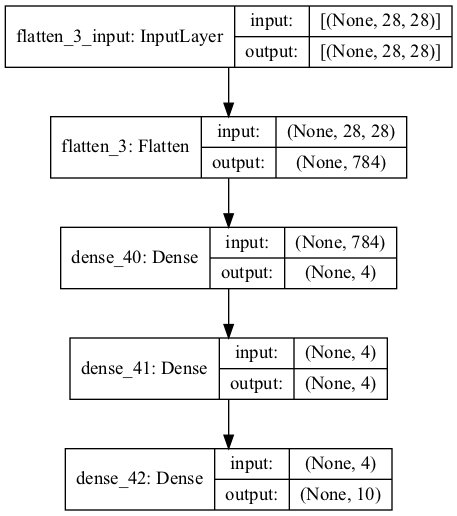 flatten_3_input: InputLayer
input: [(None, 28, 28)]
output: [(None, 28, 28)]
flatten_3: Flatten
input: (None, 28, 28)
output: (None, 784)
dense_40: Dense
input: (None, 784)
output: (None, 4)
dense_41: Dense
input: (None, 4)
output: (None, 4)
dense_42: Dense
input: (None, 4)
output: (None, 10)